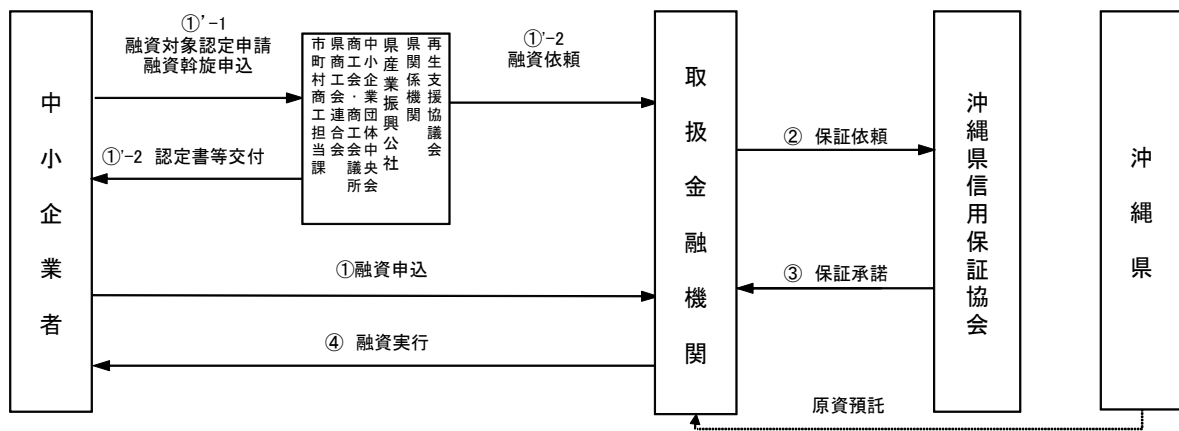 中小企業者
①'-1
融資対象認定申請
融資斡旋申込
①'-2 認定書等交付
再生支援協議会
県関係機関
県産業振興公社
中小企業団体中央会
商工会・商工会議所
県商工会連合会
市町村商工担当課
①'-2
融資依頼
①融資申込
④ 融資実行
取扱金融機関
② 保証依頼
③ 保証承諾
沖縄県信用保証協会
沖縄県
原資預託